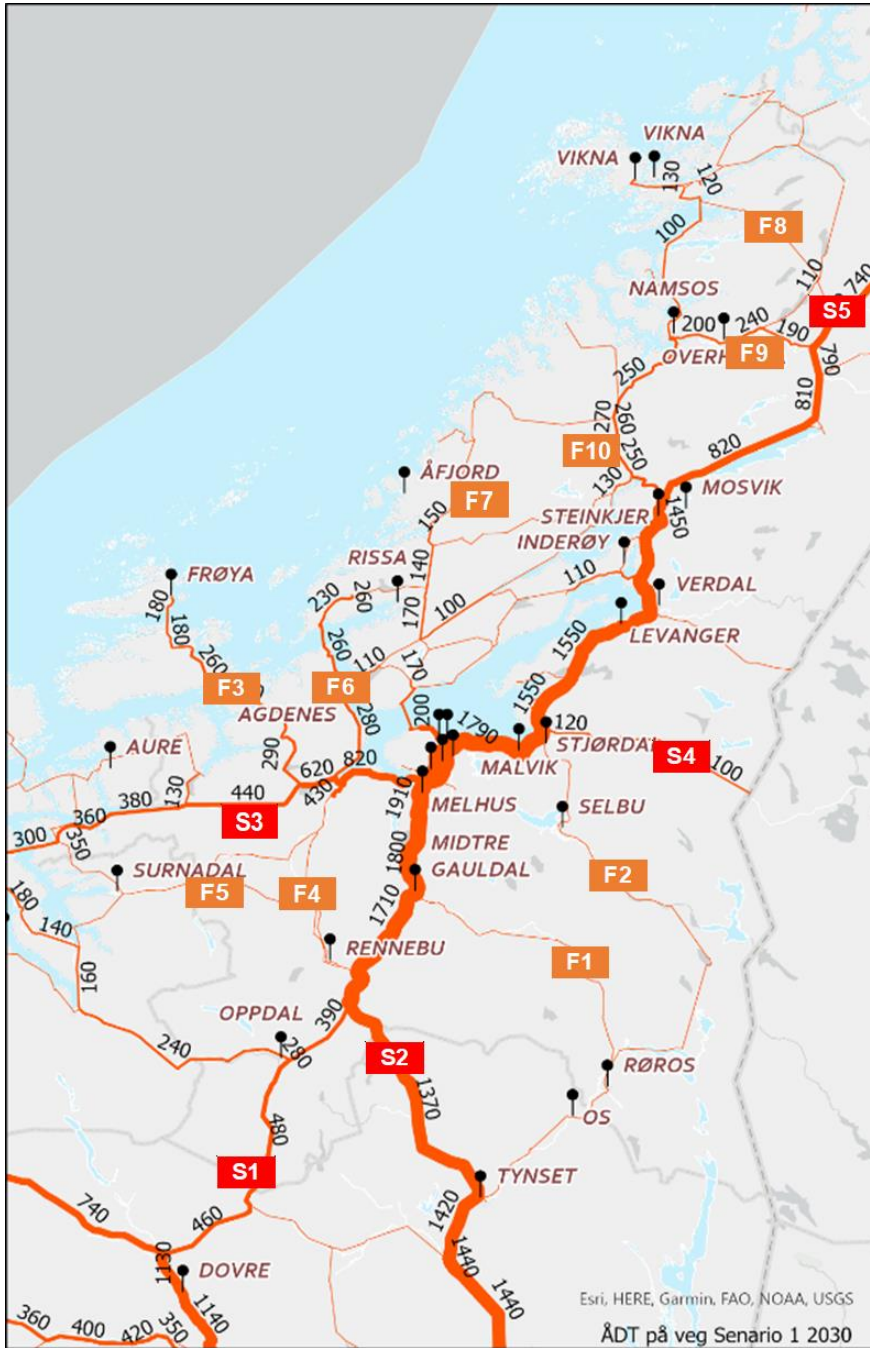 VIKNA
VIKNA
130
120
100
F8
110
740
NAMSOS
S5
200
240
190
OVERH
F9
790
250
810
270
260
F10
250
820
ÅFJORD
130
MOSVIK
F7
STEINKJER
1450
150
INDERØY
FRØYA
RISSA
140
110
VERDAL
180
230
260
170
100
LEVANGER
180
260
1550
260
110
170
F3
F6
1550
AGDENES
280
200
1790
120
STJØRDAL
AURE
290
MALVIK
S4
100
620
820
380
130
440
430
1910
MELHUS
SELBU
300
360
S3
350
MIDTRE
1800
GAULDAL
SURNADAL
F2
180
F5
F4
1710
140
RENNEBU
F1
160
OPPDAL
390
240
280
S2
RØROS
1370
OS
480
S1
TYNSET
740
460
1420
1130
DOVRE
1440
1440
1140
360
400
420
350
Esri, HERE, Garmin, FAO, NOAA, USGS
ÅDT på veg Senario 1 2030